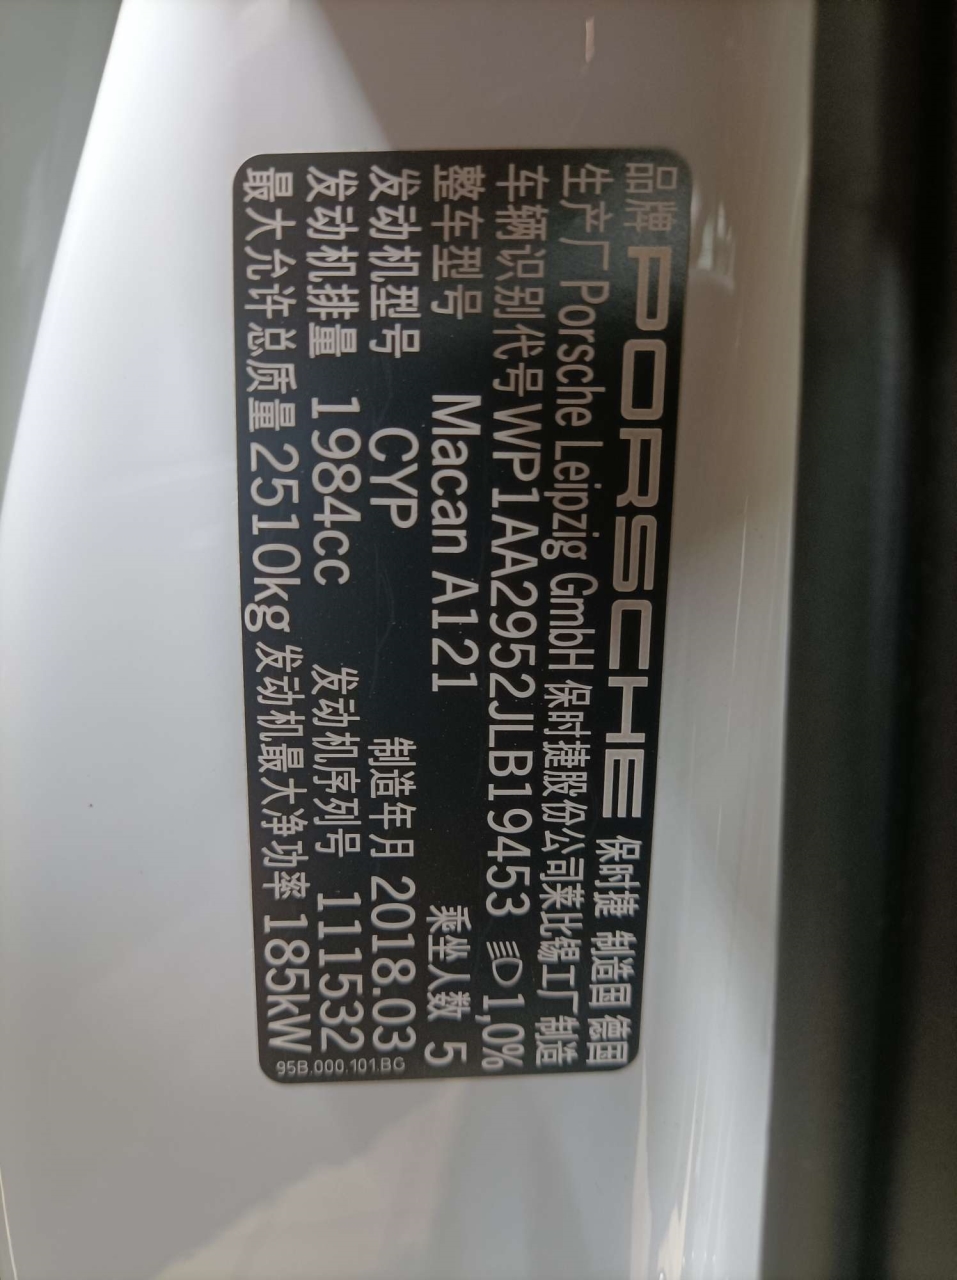 品牌 PORSCHE 保时捷 制造国 德国
生产厂 Porsche Leipzig GmbH 保时捷股份公司莱比锡工厂制造
车辆识别代号 WP1AA2952JLB19453 1,0%
整车型号 Macan A121 乘坐人数 5
发动机型号 CYP 制造年月 2018.03
发动机排量 1984cc 发动机序列号 111532
最大允许总质量 2510kg 发动机最大净功率 185kW
95B.000.101.BG